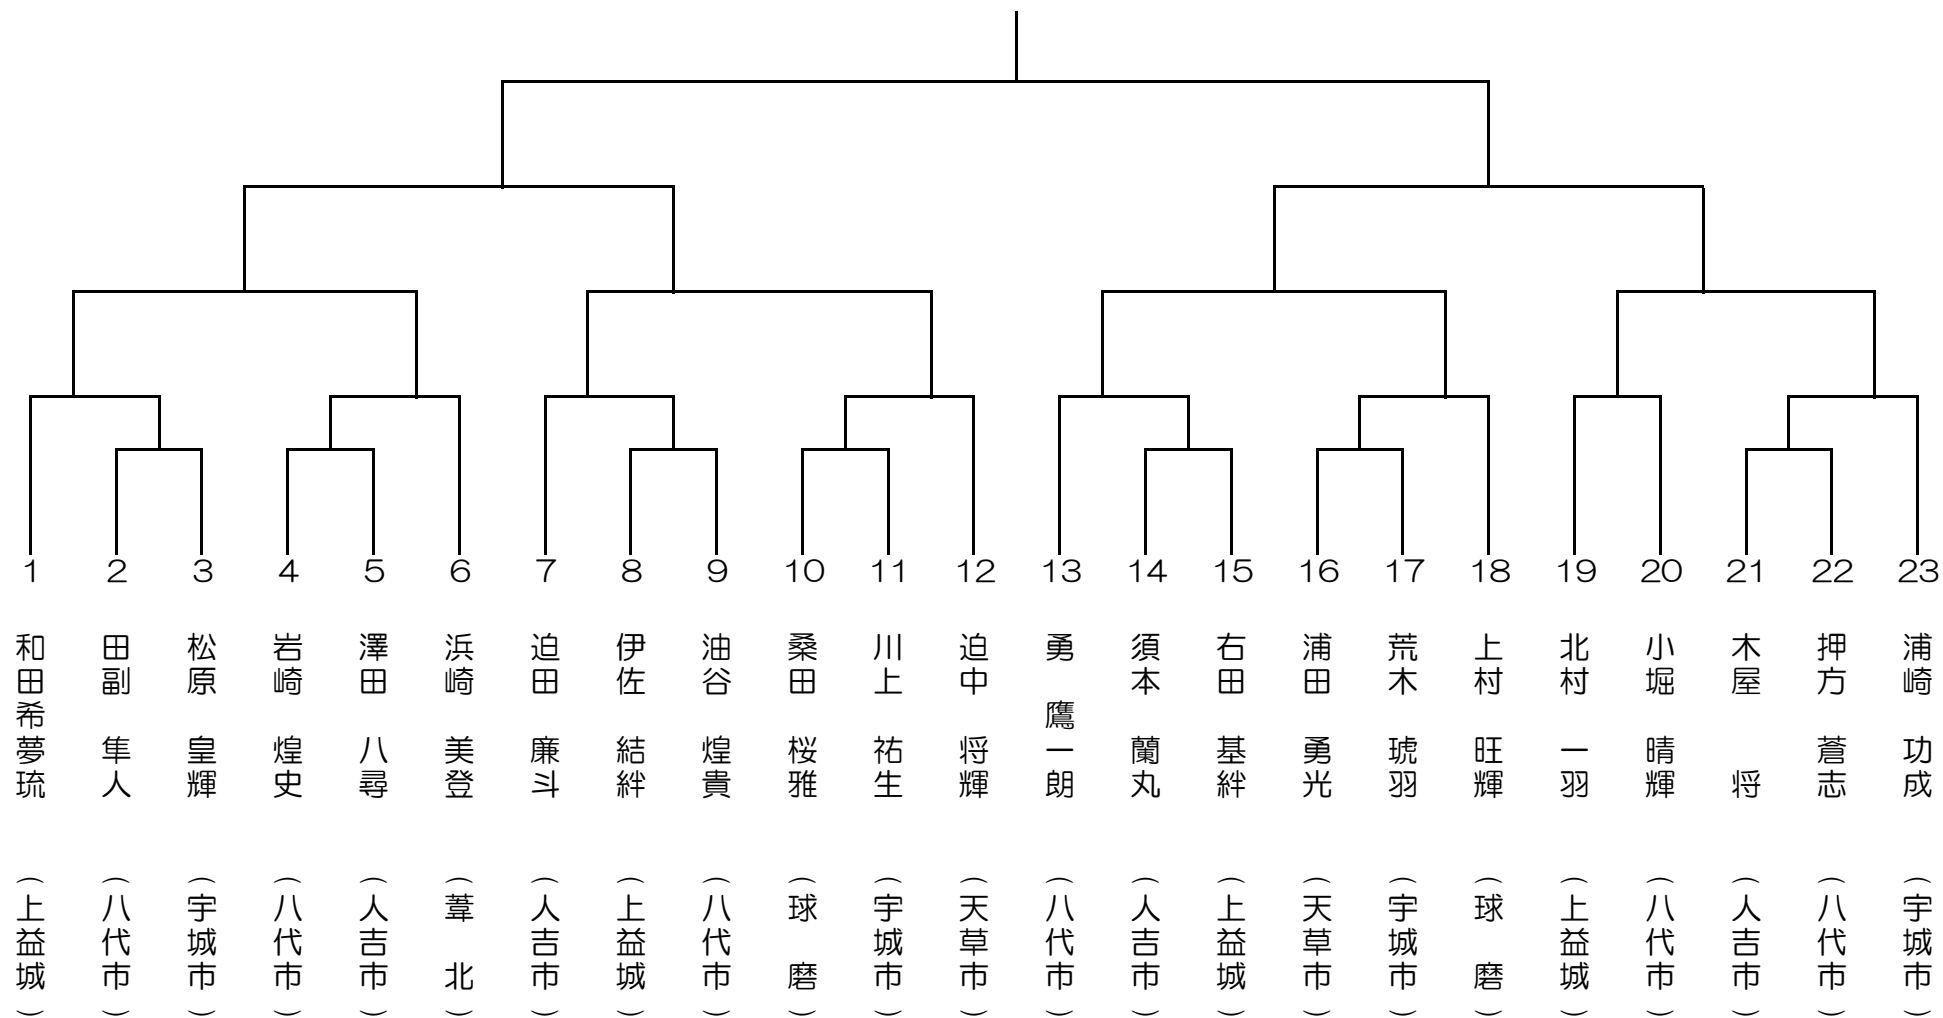 1 和田希夢琉 （上益城）
2 田副 隼人 （八代市）
3 松原 皇輝 （宇城市）
4 岩崎 煌史 （八代市）
5 澤田 八尋 （人吉市）
6 浜崎 美登 （葦 北）
7 迫田 廉斗 （人吉市）
8 伊佐 結絆 （上益城）
9 油谷 煌貴 （八代市）
10 桑田 桜雅 （球 磨）
11 川上 祐生 （宇城市）
12 迫中 将輝 （天草市）
13 勇 鷹一朗 （八代市）
14 須本 蘭丸 （人吉市）
15 右田 基絆 （上益城）
16 浦田 勇光 （天草市）
17 荒木 琥羽 （宇城市）
18 上村 旺輝 （球 磨）
19 北村 一羽 （上益城）
20 小堀 晴輝 （八代市）
21 木屋 将 （人吉市）
22 押方 蒼志 （八代市）
23 浦崎 功成 （宇城市）